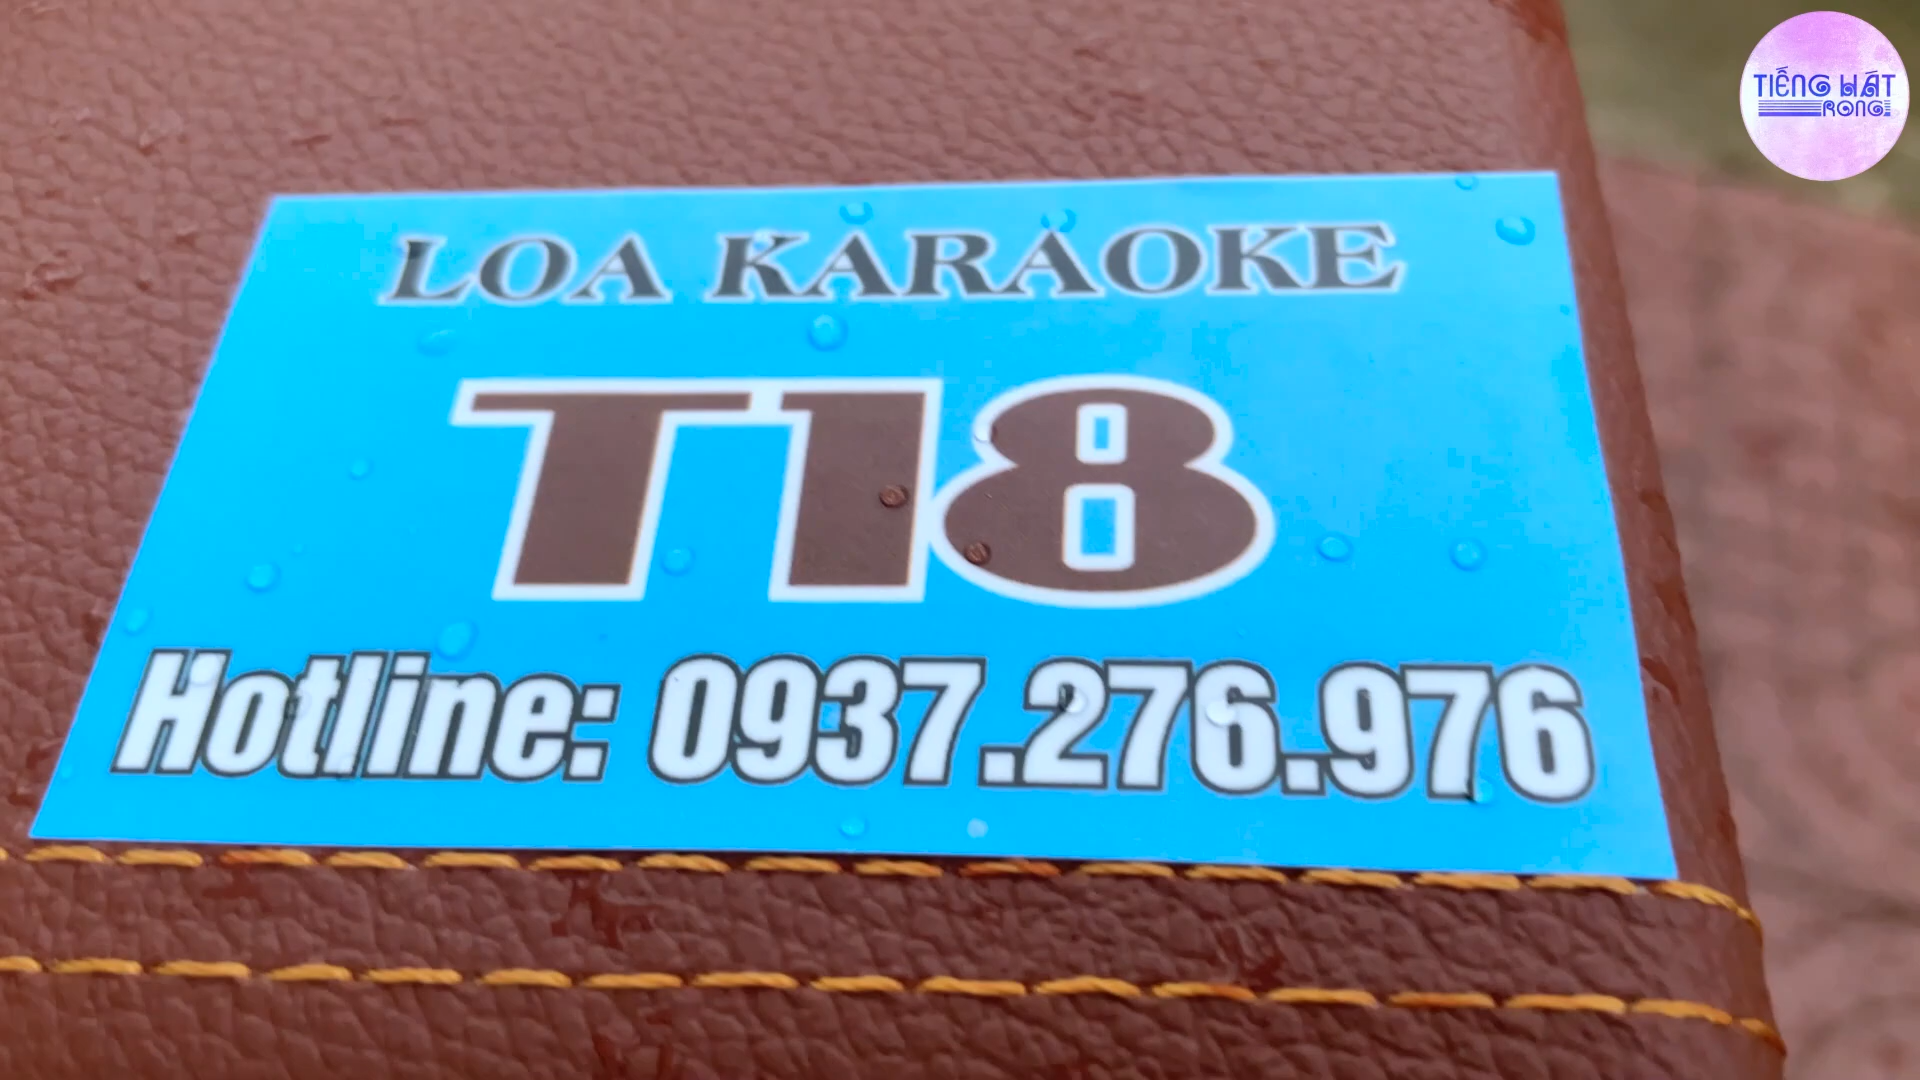 TIẾNG HÁT
RONG
LOA KARAOKE
T18
Hotline: 0937.276.976